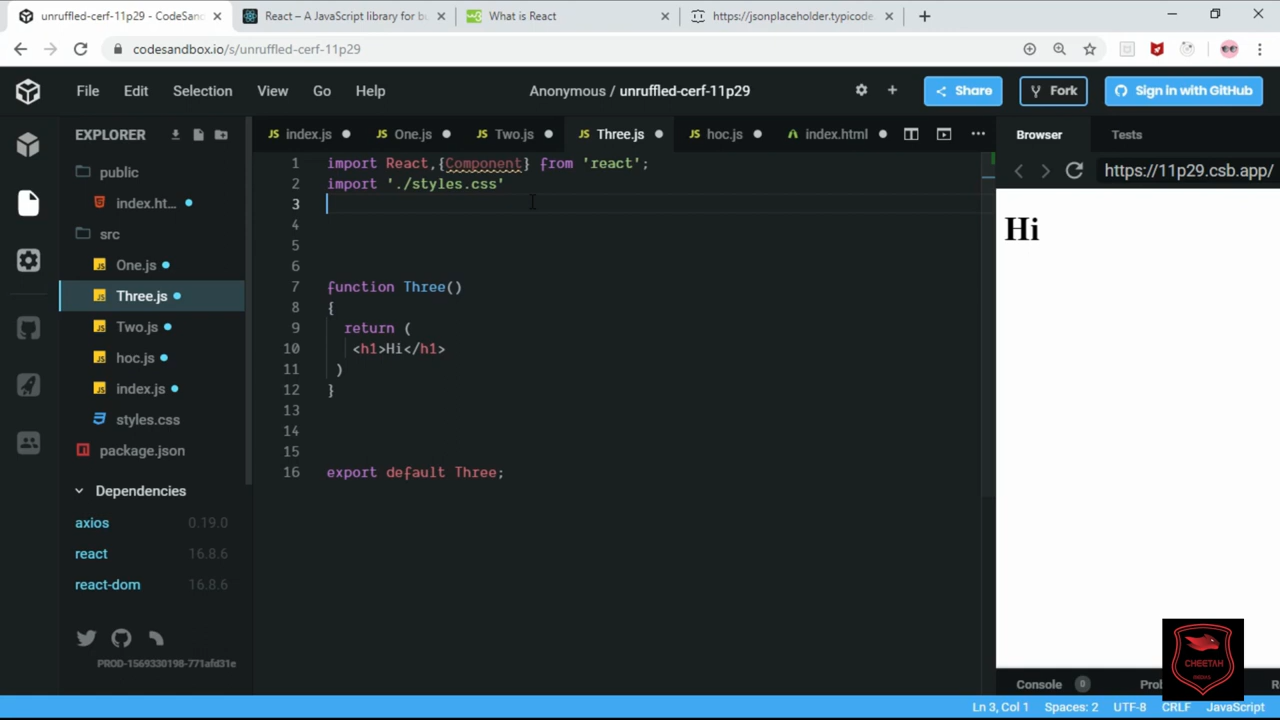 unruffled-cerf-11p29 - CodeSand
React – A JavaScript library for bu
What is React
https://jsonplaceholder.typicode.
codesandbox.io/s/unruffled-cerf-11p29
File Edit Selection View Go Help
Anonymous / unruffled-cerf-11p29
Share
Fork
Sign in with GitHub
EXPLORER
index.js
One.js
Two.js
Three.js
hoc.js
index.html
Browser
Tests
https://11p29.csb.app/
public
index.ht...
src
One.js
Three.js
Two.js
hoc.js
index.js
styles.css
package.json
Dependencies
axios 0.19.0
react 16.8.6
react-dom 16.8.6
PROD-1569330198-771afd31e
1 import React,{Component} from 'react';
2 import './styles.css'
3
4
5
6
7 function Three()
8 {
9 return (
10 <h1>Hi</h1>
11 )
12 }
13
14
15
16 export default Three;
Hi
CHEETAH
Console 0
Prob
Ln 3, Col 1 Spaces: 2 UTF-8 CRLF JavaScript